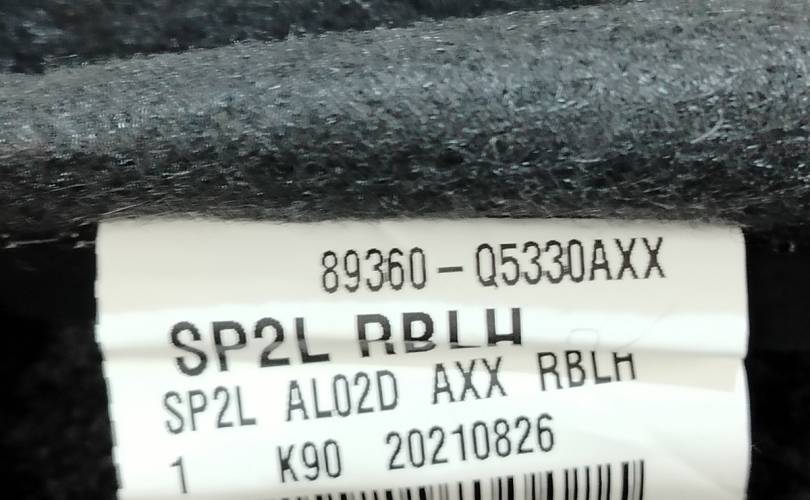 89360-Q5330AXX
SP2L RBLH
SP2L AL02D AXX RBLH
1 K90 20210826